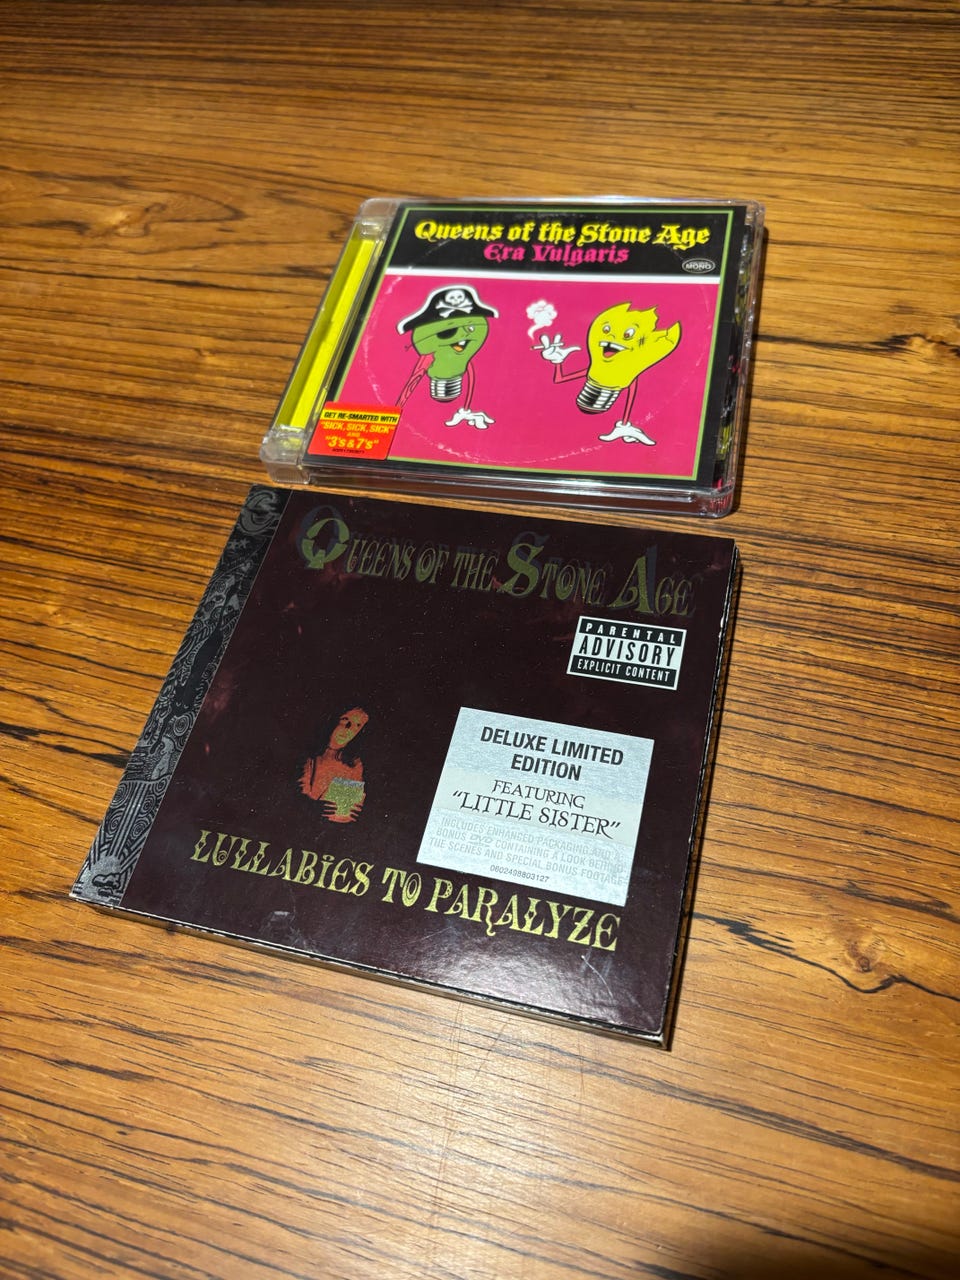 Queens of the Stone Age
Era Vulgaris
MONO
GET RE-SMARTED WITH
"SICK, SICK, SICK"
AND
"3's & 7's"
QUEENS OF THE STONE AGE
PARENTAL
ADVISORY
EXPLICIT CONTENT
DELUXE LIMITED
EDITION
FEATURING
"LITTLE SISTER"
INCLUDES ENHANCED PACKAGING AND A
BONUS DVD CONTAINING A LOOK BEHIND
THE SCENES AND SPECIAL BONUS FOOTAGE
0602498803127
LULLABIES TO PARALYZE